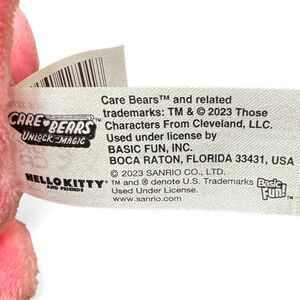 CARE BEARS™
UNLOCK THE MAGIC
Care Bears™ and related
trademarks: TM & © 2023 Those
Characters From Cleveland, LLC.
Used under license by
BASIC FUN, INC.
BOCA RATON, FLORIDA 33431, USA
HELLO KITTY
AND FRIENDS
© 2023 SANRIO CO., LTD.
™ and ® denote U.S. Trademarks
Used Under License.
www.sanrio.com
Basic
Fun!